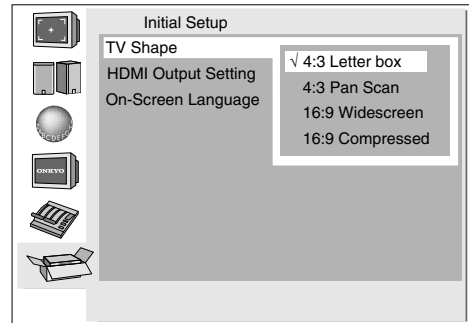 Initial Setup
TV Shape
HDMI Output Setting
On-Screen Language
√ 4:3 Letter box
4:3 Pan Scan
16:9 Widescreen
16:9 Compressed
ONKYO